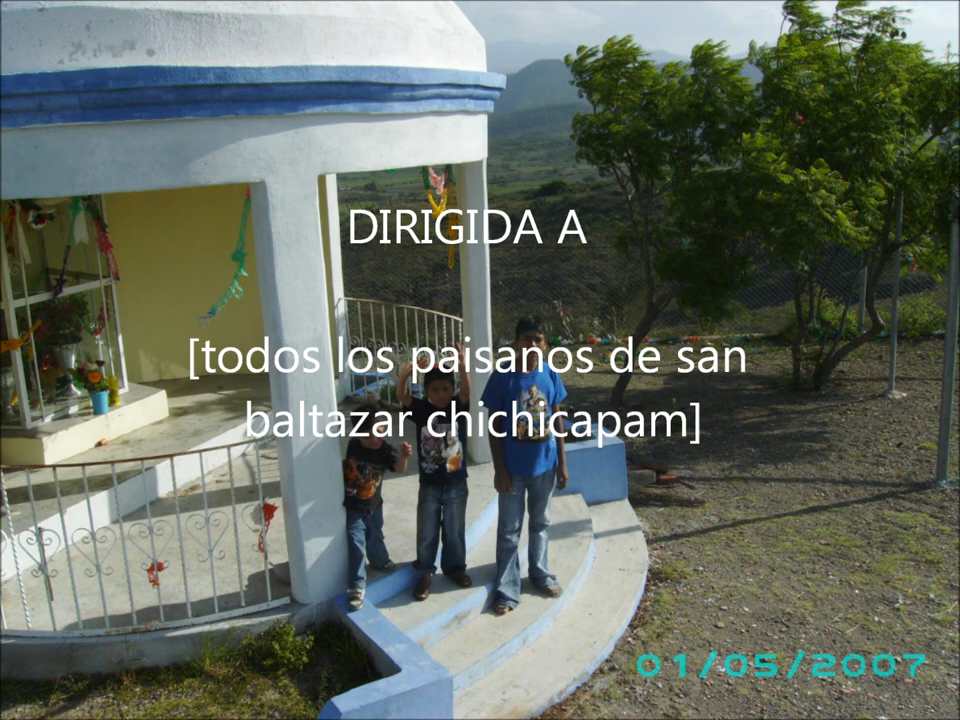 DIRIGIDA A
[todos los paisanos de san
baltazar chichicapam]
01/05/2007